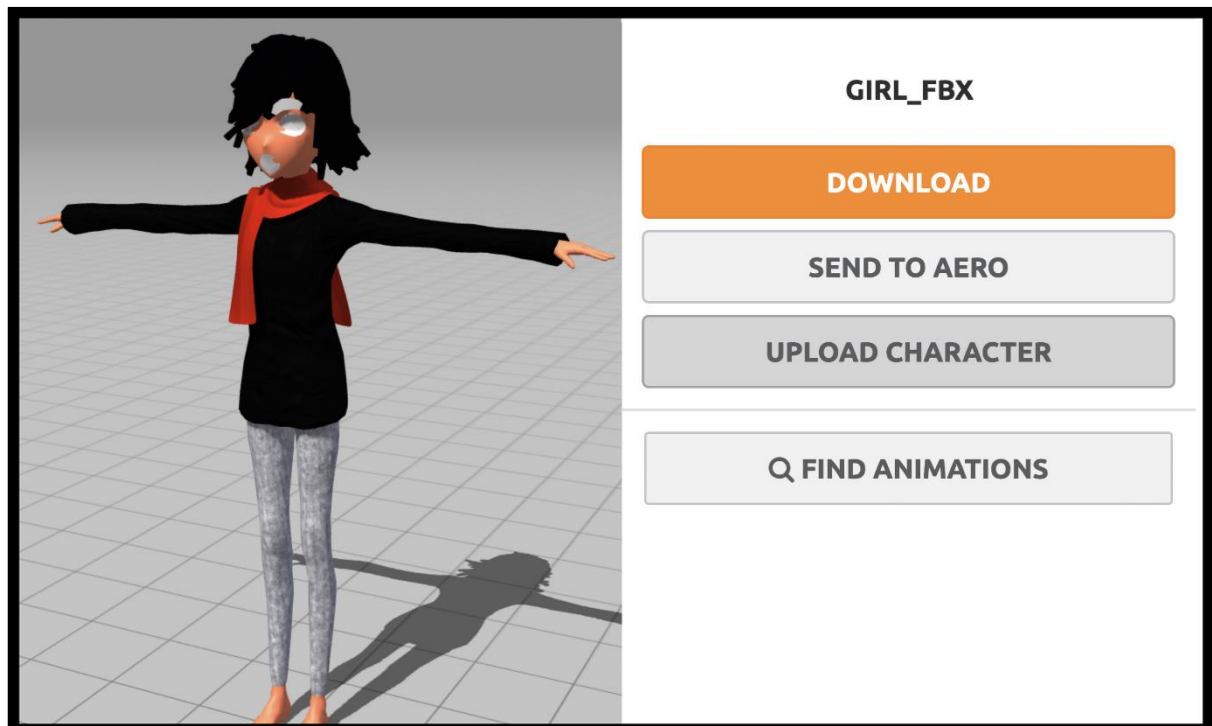 GIRL_FBX
DOWNLOAD
SEND TO AERO
UPLOAD CHARACTER
FIND ANIMATIONS